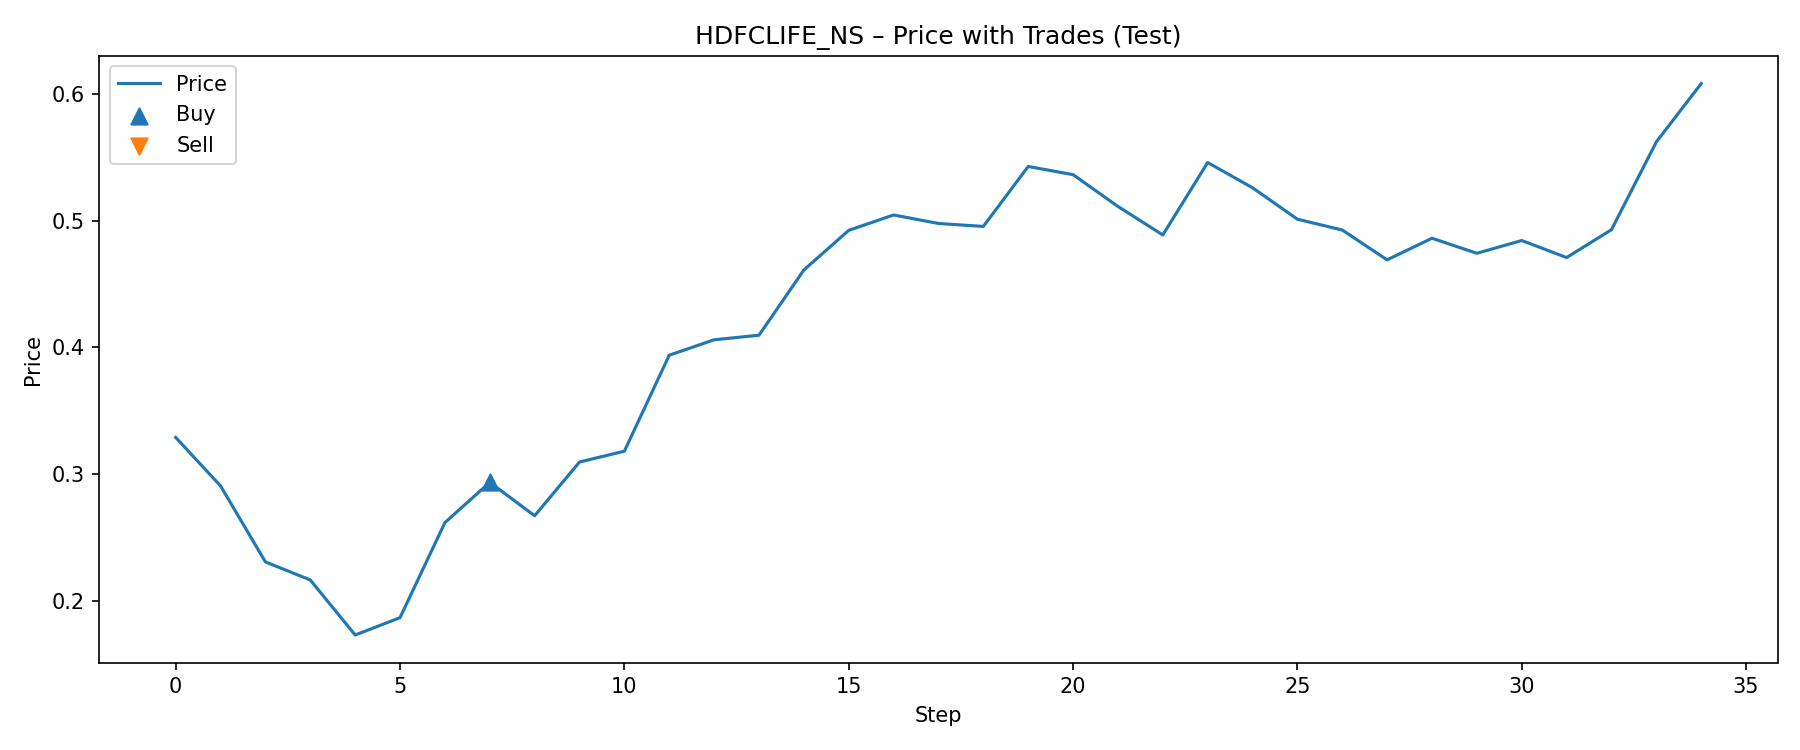 HDFCLIFE_NS – Price with Trades (Test)
Price
Buy
Sell
0.6
0.5
0.4
0.3
0.2
Price
0 5 10 15 20 25 30 35
Step